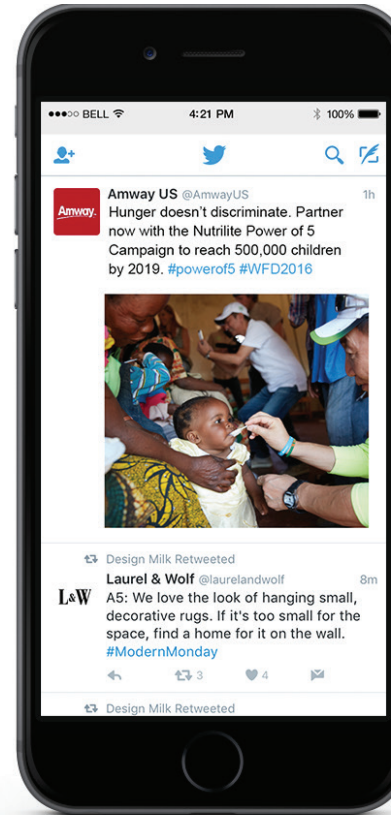 BELL
4:21 PM
100%
Amway US @AmwayUS 1h
Amway.
Hunger doesn't discriminate. Partner
now with the Nutrilite Power of 5
Campaign to reach 500,000 children
by 2019. #powerof5 #WFD2016
Design Milk Retweeted
Laurel & Wolf @laurelandwolf 8m
L&W
A5: We love the look of hanging small,
decorative rugs. If it's too small for the
space, find a home for it on the wall.
#ModernMonday
3
4
Design Milk Retweeted